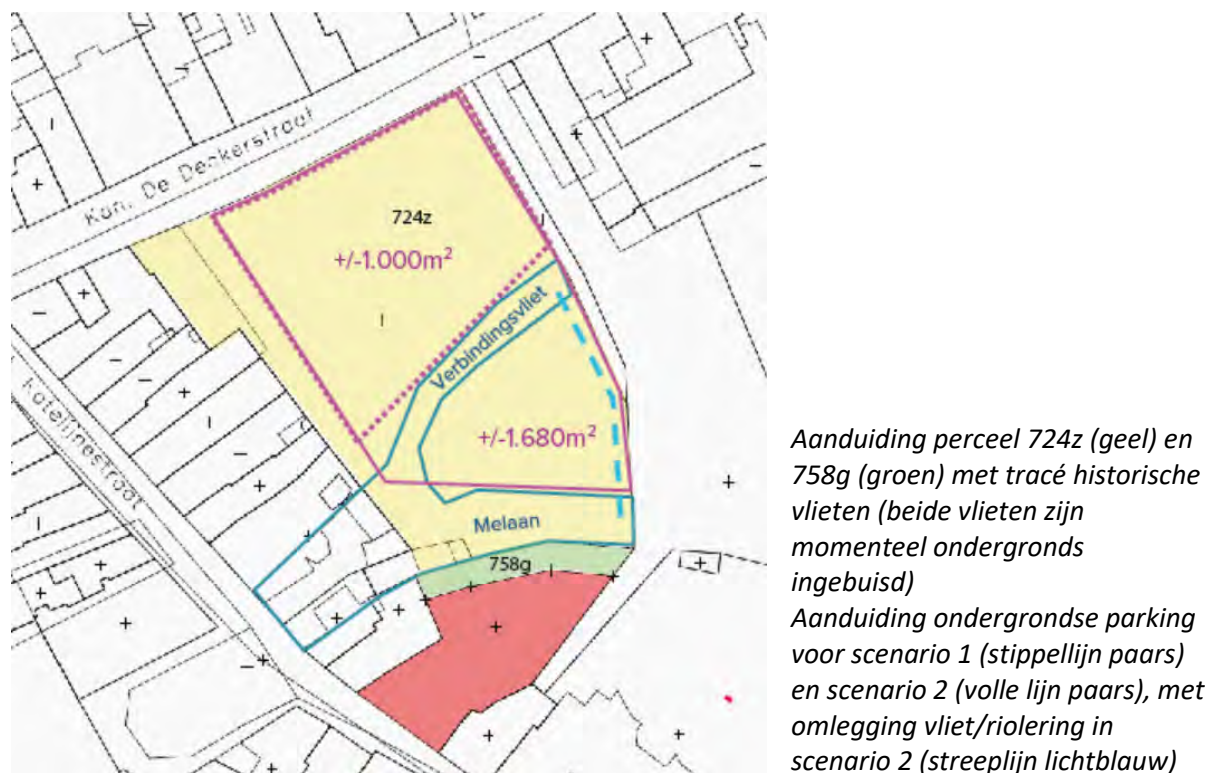 Kan. De Deckerstraat
724z
+/-1.000m²
Verbindingsvliet
+/-1.680m²
Katelijnestraat
Melaan
758g
Aanduiding perceel 724z (geel) en
758g (groen) met tracé historische
vlieten (beide vlieten zijn
momenteel ondergronds
ingebuisd)
Aanduiding ondergrondse parking
voor scenario 1 (stippellijn paars)
en scenario 2 (volle lijn paars), met
omlegging vliet/riolering in
scenario 2 (streeplijn lichtblauw)